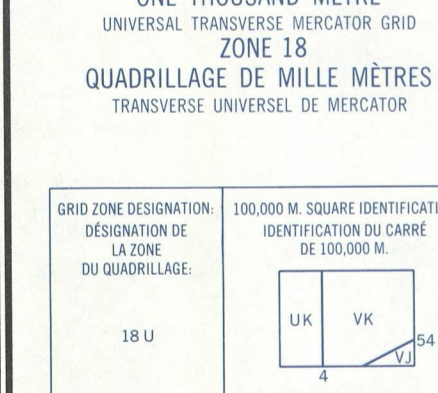 ONE THOUSAND METRE
UNIVERSAL TRANSVERSE MERCATOR GRID
ZONE 18
QUADRILLAGE DE MILLE MÈTRES
TRANSVERSE UNIVERSEL DE MERCATOR
GRID ZONE DESIGNATION:
DÉSIGNATION DE
LA ZONE
DU QUADRILLAGE:
18 U
100,000 M. SQUARE IDENTIFICATI
IDENTIFICATION DU CARRÉ
DE 100,000 M.
UK VK
54
VJ
4